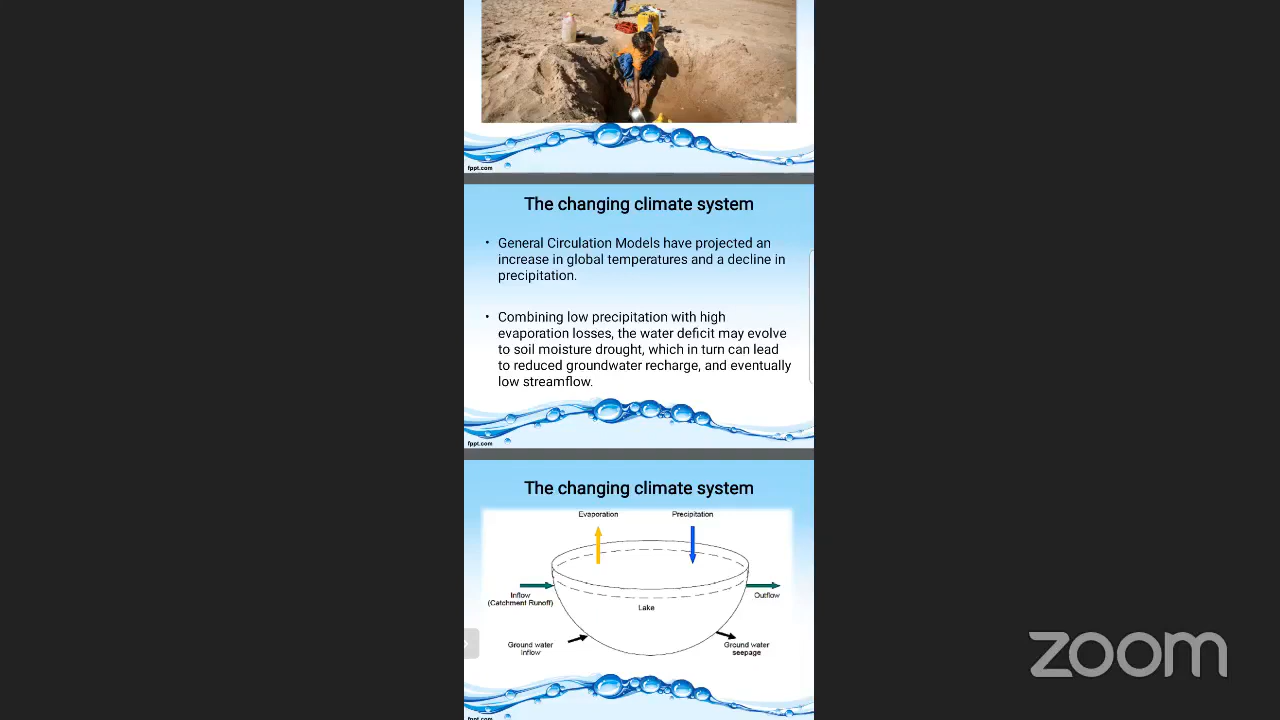 fppt.com
The changing climate system
• General Circulation Models have projected an
increase in global temperatures and a decline in
precipitation.
• Combining low precipitation with high
evaporation losses, the water deficit may evolve
to soil moisture drought, which in turn can lead
to reduced groundwater recharge, and eventually
low streamflow.
fppt.com
The changing climate system
Evaporation
Precipitation
Inflow
(Catchment Runoff)
Outflow
Lake
Ground water
inflow
Ground water
seepage
fppt.com
zoom